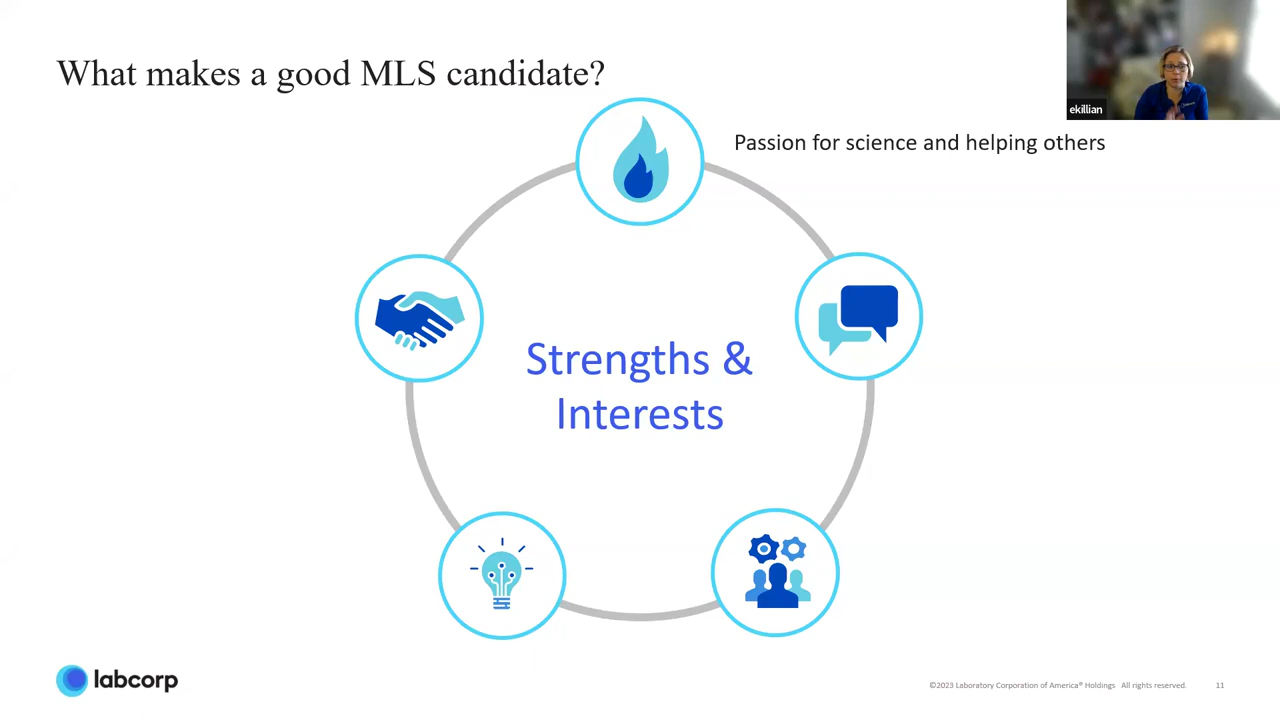 What makes a good MLS candidate?
ekillian
Passion for science and helping others
Strengths &
Interests
labcorp
©2023 Laboratory Corporation of America® Holdings All rights reserved. 11